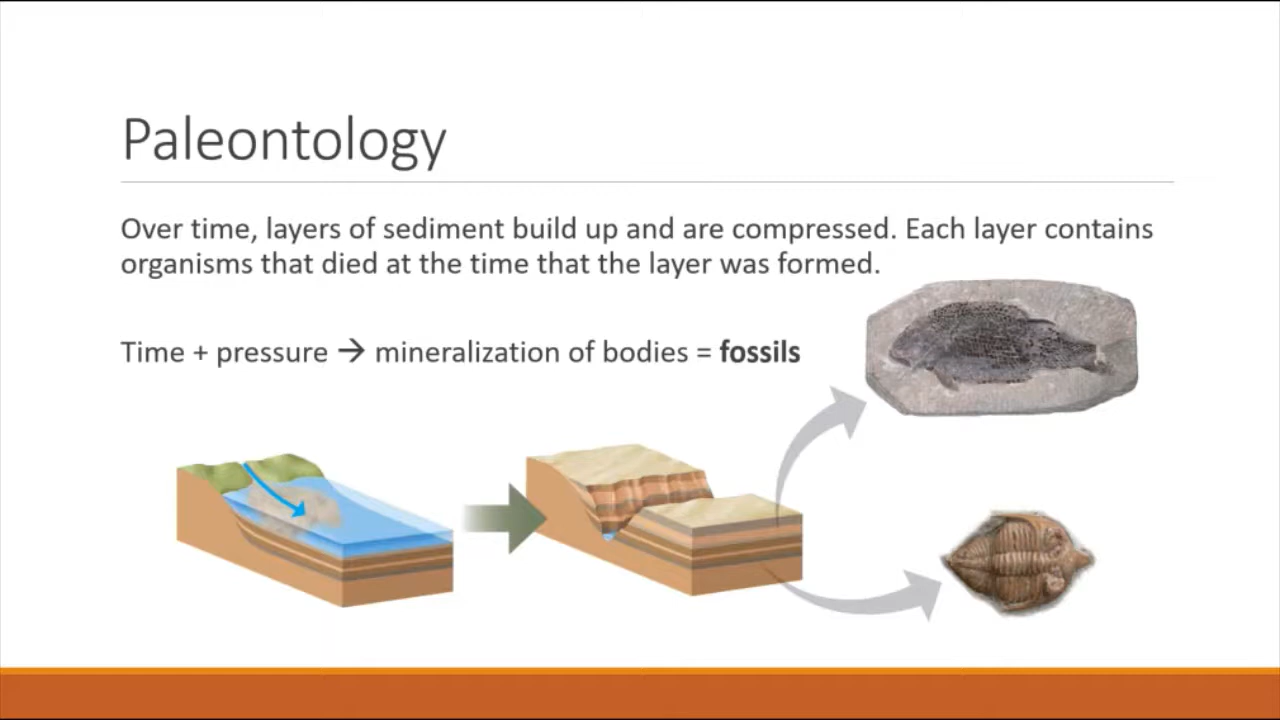 Paleontology
Over time, layers of sediment build up and are compressed. Each layer contains
organisms that died at the time that the layer was formed.
Time + pressure → mineralization of bodies = fossils